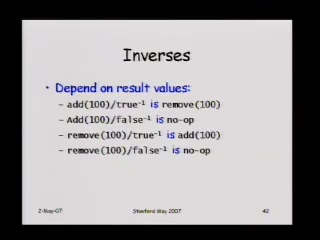 Inverses
• Depend on result values:
– add(100)/true⁻¹ is remove(100)
– Add(100)/false⁻¹ is no-op
– remove(100)/true⁻¹ is add(100)
– remove(100)/false⁻¹ is no-op
2-May-07
Stanford May 2007
42